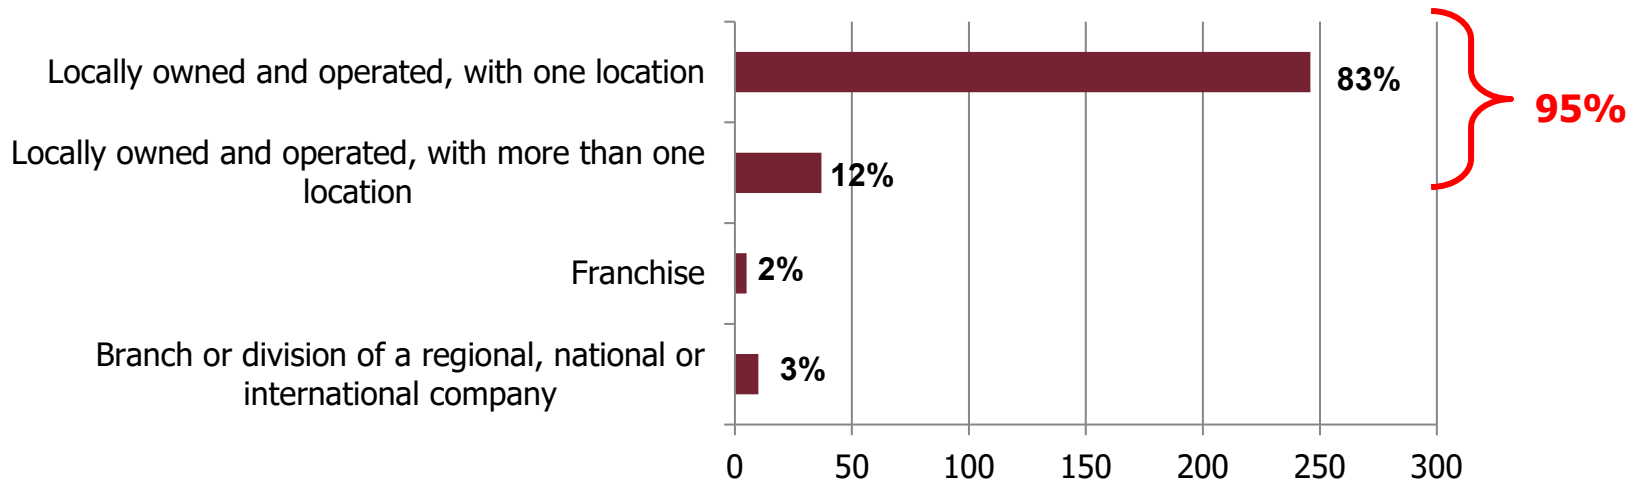 Locally owned and operated, with one location
83%
95%
Locally owned and operated, with more than one
location
12%
Franchise
2%
Branch or division of a regional, national or
international company
3%
0 50 100 150 200 250 300